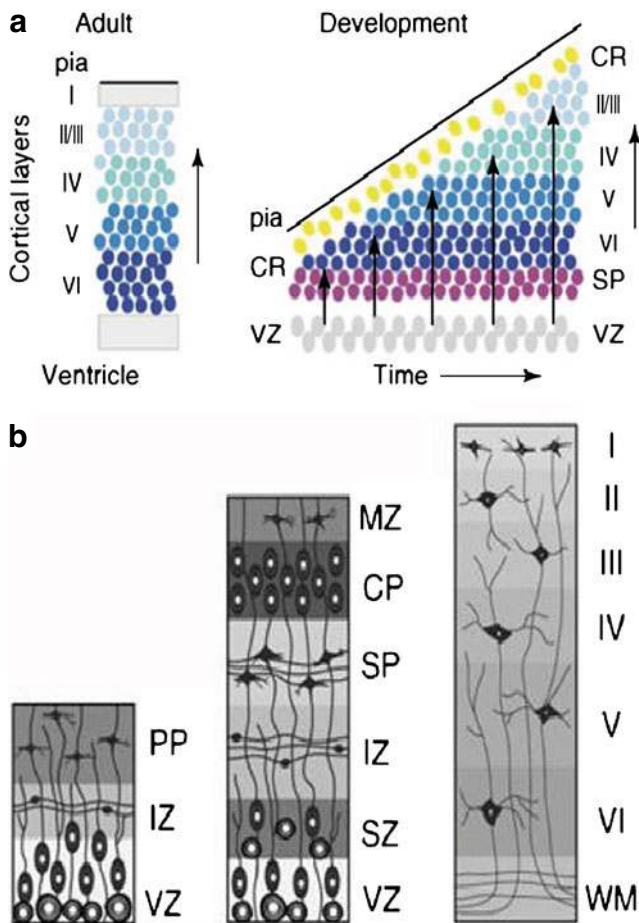 a
Adult
Development
pia
I
II/III
IV
V
VI
Cortical layers
Ventricle
CR
II/III
IV
V
VI
SP
VZ
pia
CR
VZ
Time
b
PP
IZ
VZ
MZ
CP
SP
IZ
SZ
VZ
I
II
III
IV
V
VI
WM